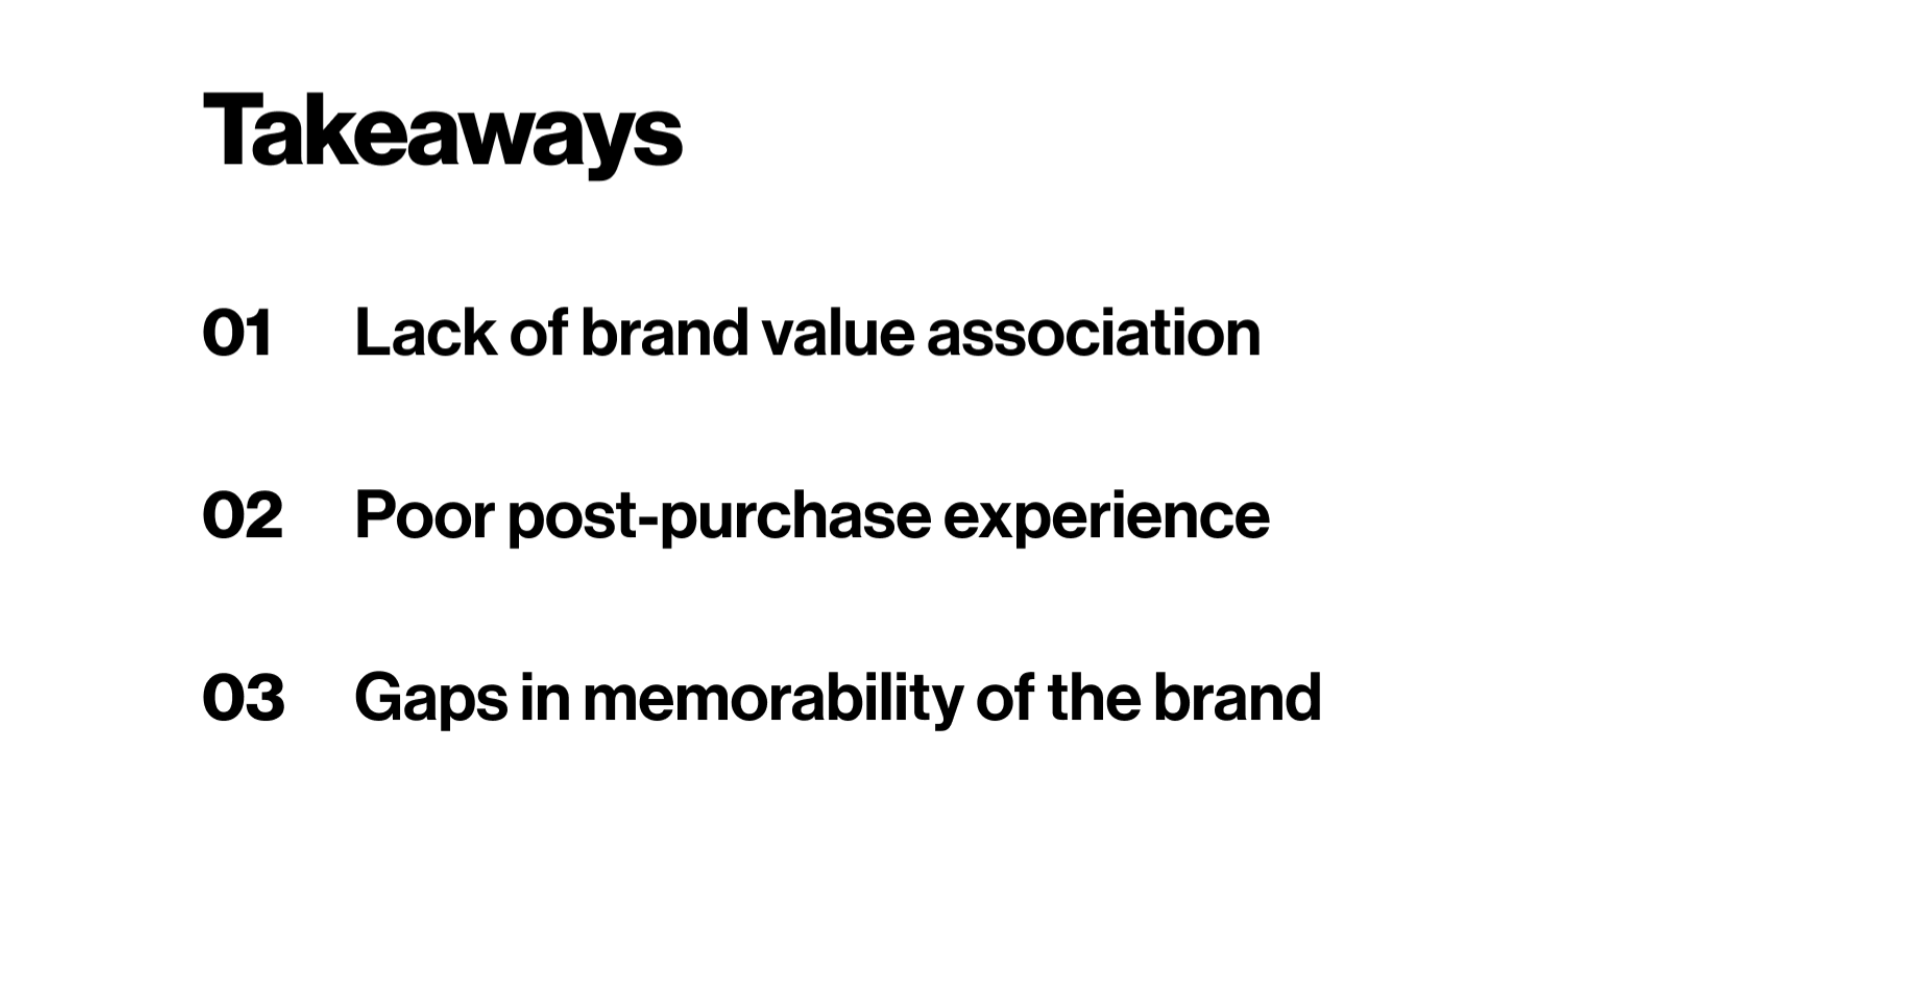 Takeaways
01 Lack of brand value association
02 Poor post-purchase experience
03 Gaps in memorability of the brand